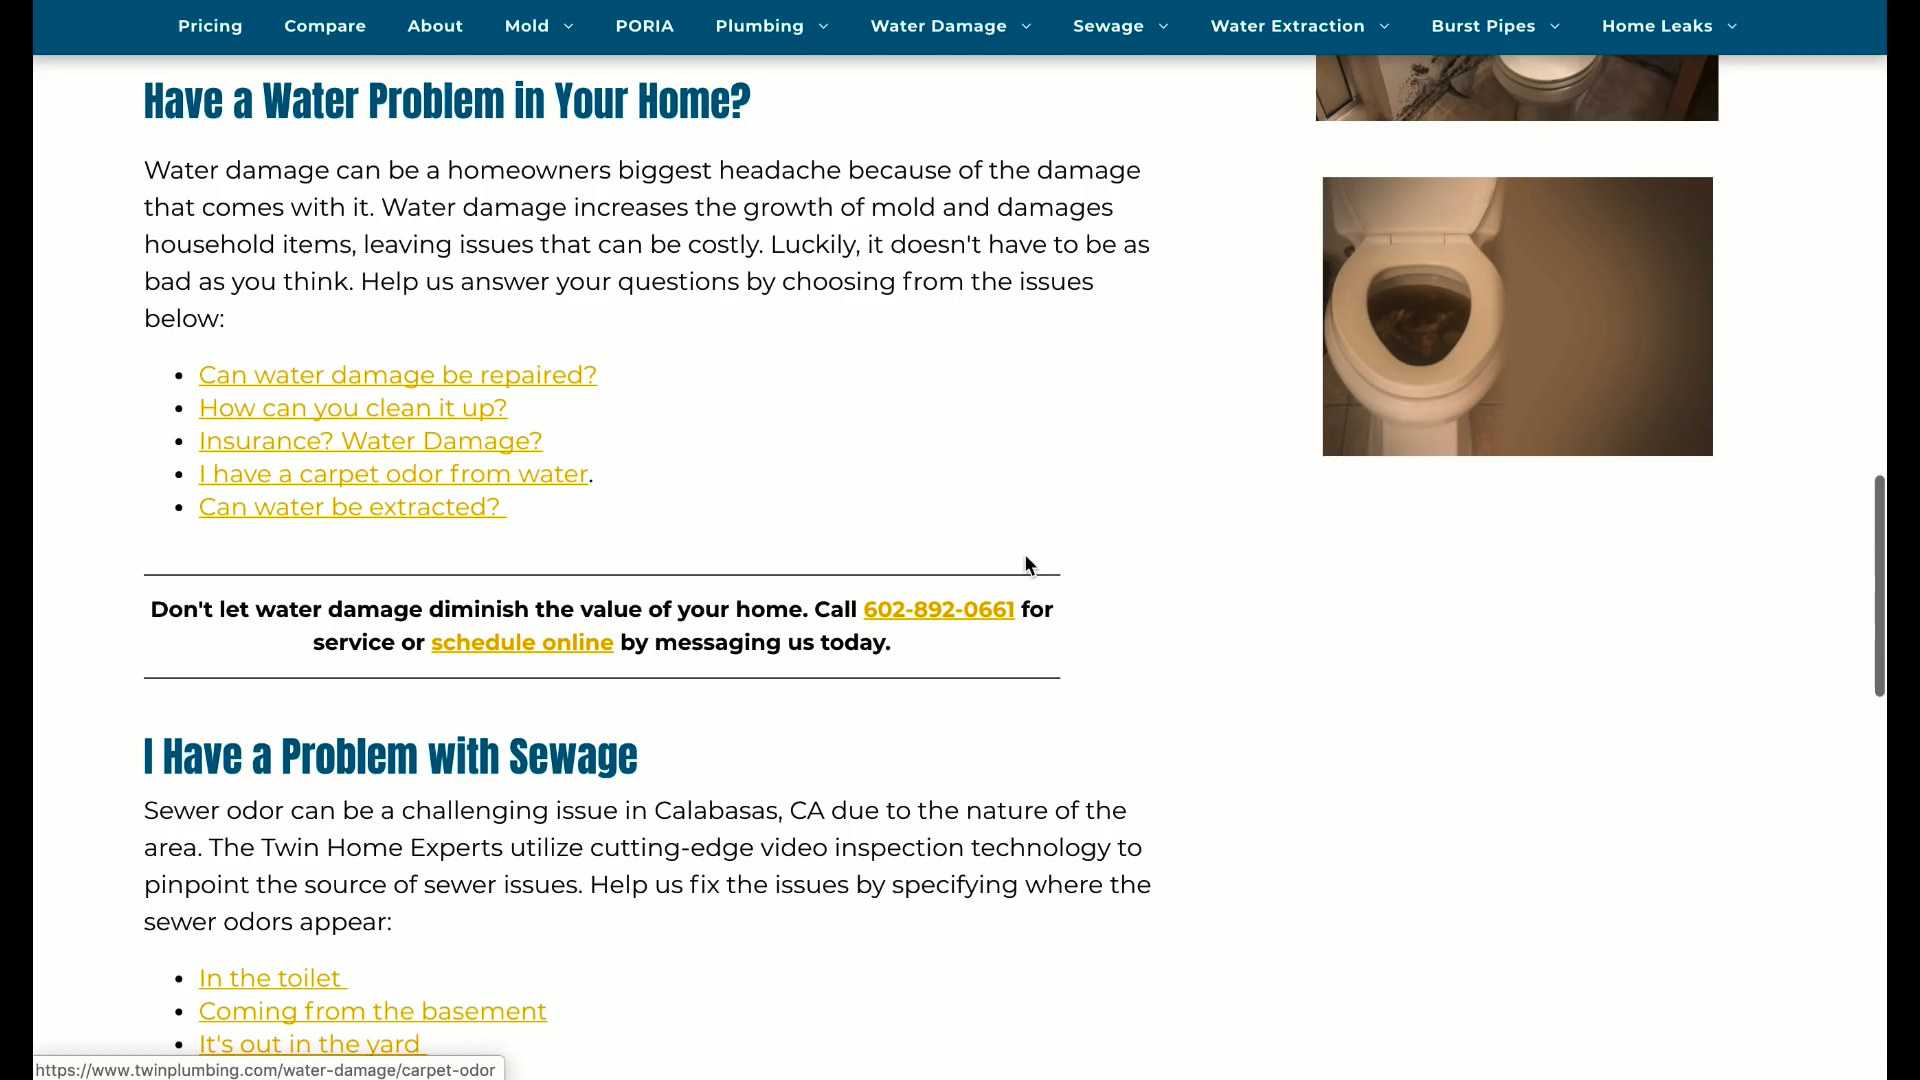 Pricing Compare About Mold PORIA Plumbing Water Damage Sewage Water Extraction Burst Pipes Home Leaks
Have a Water Problem in Your Home?
Water damage can be a homeowners biggest headache because of the damage
that comes with it. Water damage increases the growth of mold and damages
household items, leaving issues that can be costly. Luckily, it doesn't have to be as
bad as you think. Help us answer your questions by choosing from the issues
below:
• Can water damage be repaired?
• How can you clean it up?
• Insurance? Water Damage?
• I have a carpet odor from water.
• Can water be extracted?
Don't let water damage diminish the value of your home. Call 602-892-0661 for
service or schedule online by messaging us today.
I Have a Problem with Sewage
Sewer odor can be a challenging issue in Calabasas, CA due to the nature of the
area. The Twin Home Experts utilize cutting-edge video inspection technology to
pinpoint the source of sewer issues. Help us fix the issues by specifying where the
sewer odors appear:
• In the toilet
• Coming from the basement
• It's out in the yard
https://www.twinplumbing.com/water-damage/carpet-odor